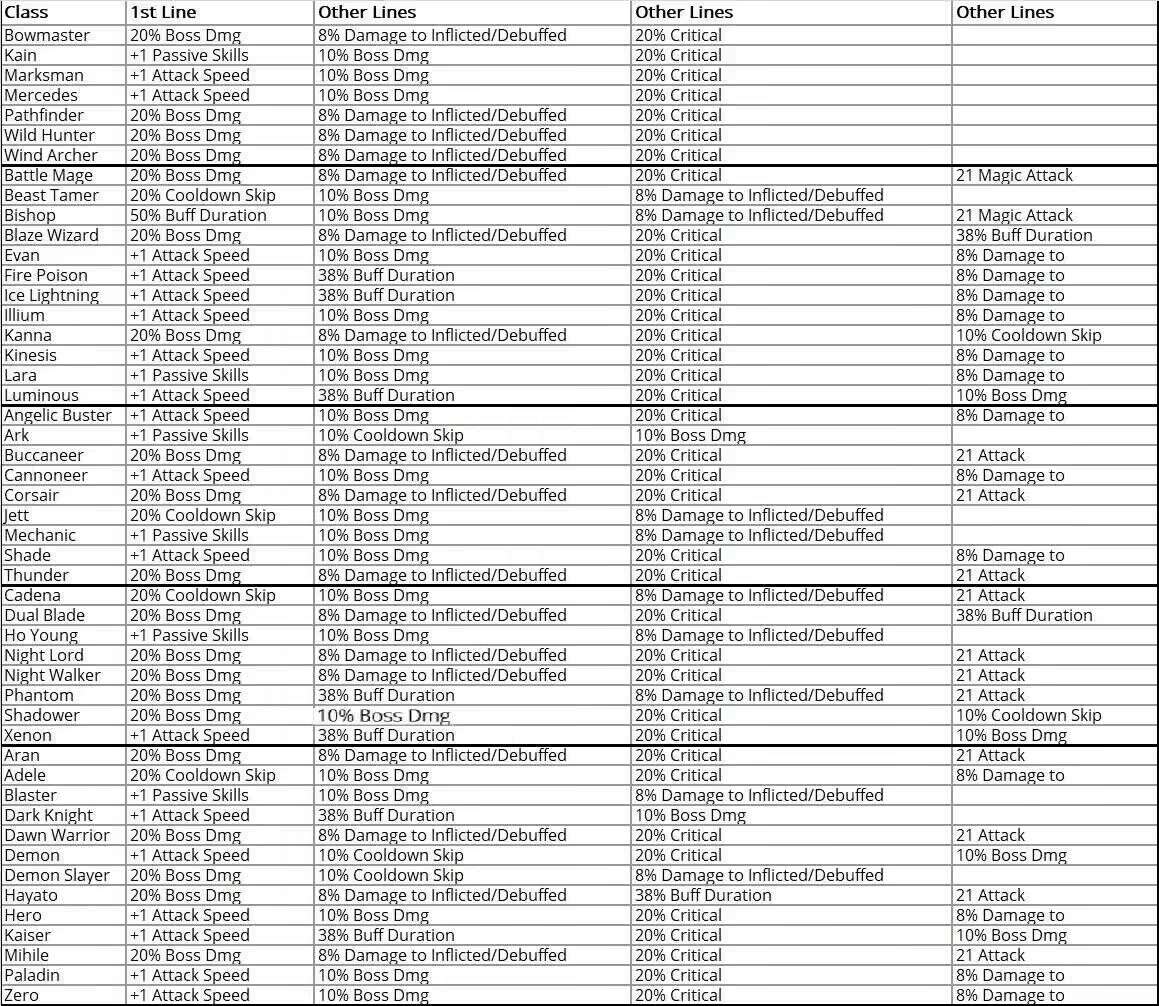 Class 1st Line Other Lines Other Lines Other Lines
Bowmaster 20% Boss Dmg 8% Damage to Inflicted/Debuffed 20% Critical
Kain +1 Passive Skills 10% Boss Dmg 20% Critical
Marksman +1 Attack Speed 10% Boss Dmg 20% Critical
Mercedes +1 Attack Speed 10% Boss Dmg 20% Critical
Pathfinder 20% Boss Dmg 8% Damage to Inflicted/Debuffed 20% Critical
Wild Hunter 20% Boss Dmg 8% Damage to Inflicted/Debuffed 20% Critical
Wind Archer 20% Boss Dmg 8% Damage to Inflicted/Debuffed 20% Critical
Battle Mage 20% Boss Dmg 8% Damage to Inflicted/Debuffed 20% Critical 21 Magic Attack
Beast Tamer 20% Cooldown Skip 10% Boss Dmg 8% Damage to Inflicted/Debuffed
Bishop 50% Buff Duration 10% Boss Dmg 8% Damage to Inflicted/Debuffed 21 Magic Attack
Blaze Wizard 20% Boss Dmg 8% Damage to Inflicted/Debuffed 20% Critical 38% Buff Duration
Evan +1 Attack Speed 10% Boss Dmg 20% Critical 8% Damage to
Fire Poison +1 Attack Speed 38% Buff Duration 20% Critical 8% Damage to
Ice Lightning +1 Attack Speed 38% Buff Duration 20% Critical 8% Damage to
Illium +1 Attack Speed 10% Boss Dmg 20% Critical 8% Damage to
Kanna 20% Boss Dmg 8% Damage to Inflicted/Debuffed 20% Critical 10% Cooldown Skip
Kinesis +1 Attack Speed 10% Boss Dmg 20% Critical 8% Damage to
Lara +1 Passive Skills 10% Boss Dmg 20% Critical 8% Damage to
Luminous +1 Attack Speed 38% Buff Duration 20% Critical 10% Boss Dmg
Angelic Buster +1 Attack Speed 10% Boss Dmg 20% Critical 8% Damage to
Ark +1 Passive Skills 10% Cooldown Skip 10% Boss Dmg
Buccaneer 20% Boss Dmg 8% Damage to Inflicted/Debuffed 20% Critical 21 Attack
Cannoneer +1 Attack Speed 10% Boss Dmg 20% Critical 8% Damage to
Corsair 20% Boss Dmg 8% Damage to Inflicted/Debuffed 20% Critical 21 Attack
Jett 20% Cooldown Skip 10% Boss Dmg 8% Damage to Inflicted/Debuffed
Mechanic +1 Passive Skills 10% Boss Dmg 8% Damage to Inflicted/Debuffed
Shade +1 Attack Speed 10% Boss Dmg 20% Critical 8% Damage to
Thunder 20% Boss Dmg 8% Damage to Inflicted/Debuffed 20% Critical 21 Attack
Cadena 20% Cooldown Skip 10% Boss Dmg 8% Damage to Inflicted/Debuffed 21 Attack
Dual Blade 20% Boss Dmg 8% Damage to Inflicted/Debuffed 20% Critical 38% Buff Duration
Ho Young +1 Passive Skills 10% Boss Dmg 8% Damage to Inflicted/Debuffed
Night Lord 20% Boss Dmg 8% Damage to Inflicted/Debuffed 20% Critical 21 Attack
Night Walker 20% Boss Dmg 8% Damage to Inflicted/Debuffed 20% Critical 21 Attack
Phantom 20% Boss Dmg 38% Buff Duration 8% Damage to Inflicted/Debuffed 21 Attack
Shadower 20% Boss Dmg 10% Boss Dmg 20% Critical 10% Cooldown Skip
Xenon +1 Attack Speed 38% Buff Duration 20% Critical 10% Boss Dmg
Aran 20% Boss Dmg 8% Damage to Inflicted/Debuffed 20% Critical 21 Attack
Adele 20% Cooldown Skip 10% Boss Dmg 20% Critical 8% Damage to
Blaster +1 Passive Skills 10% Boss Dmg 8% Damage to Inflicted/Debuffed
Dark Knight +1 Attack Speed 38% Buff Duration 10% Boss Dmg
Dawn Warrior 20% Boss Dmg 8% Damage to Inflicted/Debuffed 20% Critical 21 Attack
Demon +1 Attack Speed 10% Cooldown Skip 20% Critical 10% Boss Dmg
Demon Slayer 20% Boss Dmg 10% Cooldown Skip 8% Damage to Inflicted/Debuffed
Hayato 20% Boss Dmg 8% Damage to Inflicted/Debuffed 38% Buff Duration 21 Attack
Hero +1 Attack Speed 10% Boss Dmg 20% Critical 8% Damage to
Kaiser +1 Attack Speed 38% Buff Duration 20% Critical 10% Boss Dmg
Mihile 20% Boss Dmg 8% Damage to Inflicted/Debuffed 20% Critical 21 Attack
Paladin +1 Attack Speed 10% Boss Dmg 20% Critical 8% Damage to
Zero +1 Attack Speed 10% Boss Dmg 20% Critical 8% Damage to